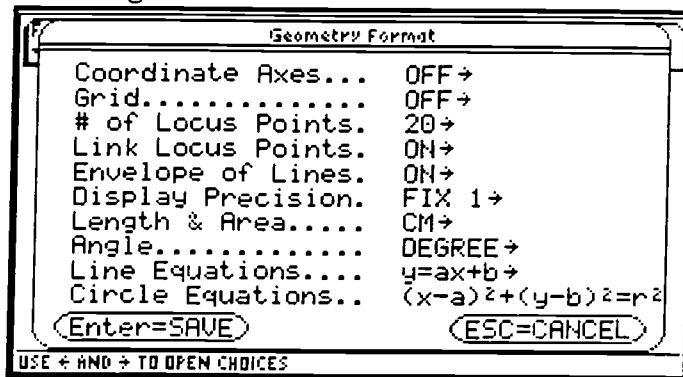 Geometry Format
Coordinate Axes... OFF→
Grid............... OFF→
# of Locus Points. 20→
Link Locus Points. ON→
Envelope of Lines. ON→
Display Precision. FIX 1→
Length & Area..... CM→
Angle.............. DEGREE→
Line Equations.... y=ax+b→
Circle Equations.. (x-a)²+(y-b)²=r²
Enter=SAVE ESC=CANCEL
USE ← AND → TO OPEN CHOICES